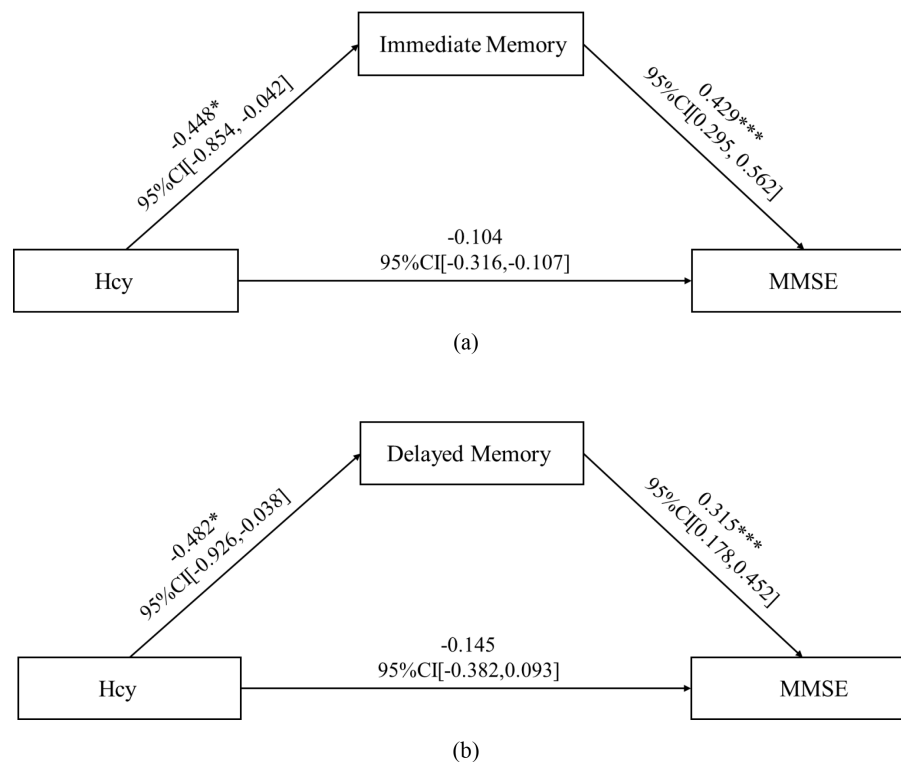 Immediate Memory
-0.448*
95%CI[-0.854, -0.042]
0.429***
95%CI[0.295, 0.562]
Hcy
-0.104
95%CI[-0.316,-0.107]
MMSE
(a)
Delayed Memory
-0.482*
95%CI[-0.926,-0.038]
0.315***
95%CI[0.178,0.452]
Hcy
-0.145
95%CI[-0.382,0.093]
MMSE
(b)